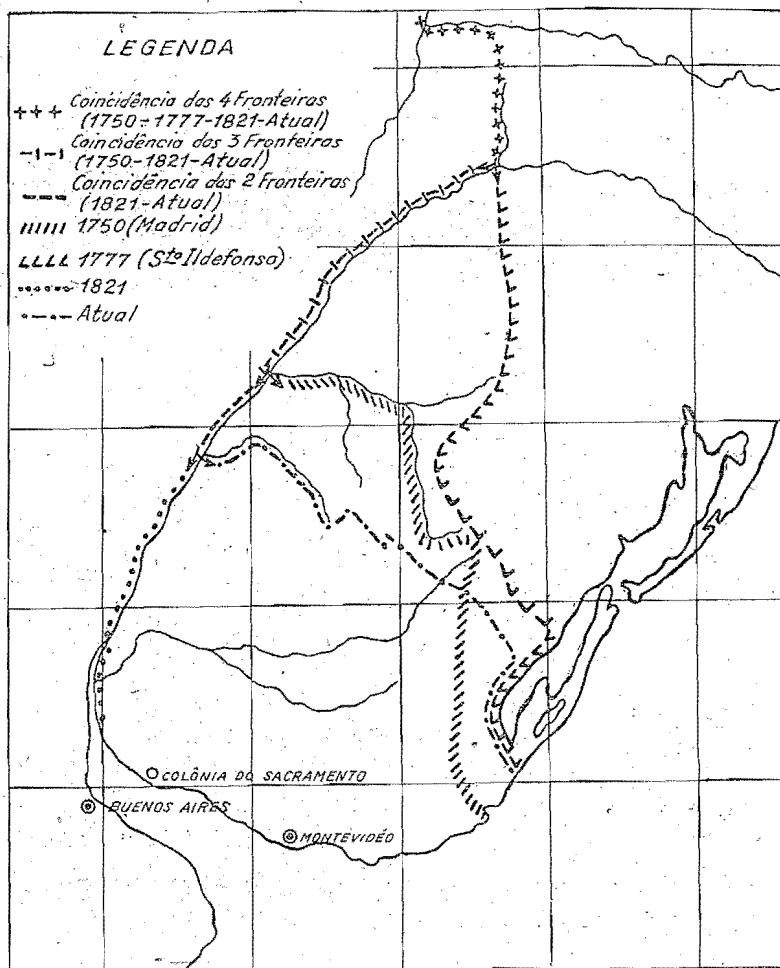 LEGENDA
Coincidência das 4 Fronteiras
(1750-1777-1821-Atual)
Coincidência das 3 Fronteiras
(1750-1821-Atual)
Coincidência das 2 Fronteiras
(1821-Atual)
1750 (Madrid)
1777 (Stº Ildefonso)
1821
Atual
COLÔNIA DO SACRAMENTO
BUENOS AIRES
MONTEVIDÉO